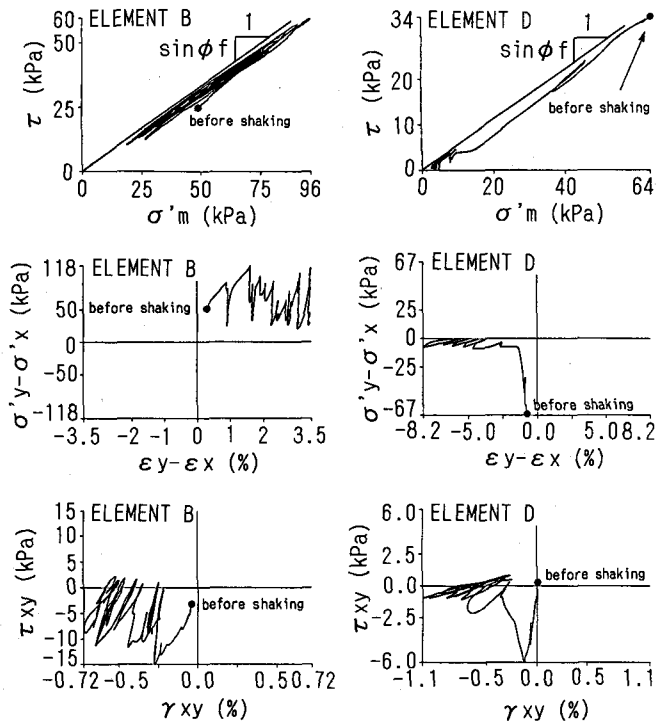 ELEMENT B
60
50
25
0
τ (kPa)
1
sinφf
before shaking
0 25 50 75 96
σ'm (kPa)
ELEMENT D
34
20
10
4
0
τ (kPa)
1
sinφf
before shaking
0 10 20 30 40 50 64
σ'm (kPa)
ELEMENT B
118
50
0
-50
-118
σ'y-σ'x (kPa)
before shaking
-3.5 -2 -1 0 1 2 3.5
εy-εx (%)
ELEMENT D
67
25
0
-25
-67
σ'y-σ'x (kPa)
before shaking
-8.2 -5.0 0.0 5.0 8.2
εy-εx (%)
ELEMENT B
15
10
5
0
-5
-10
-15
τxy (kPa)
before shaking
-0.72 -0.5 0 0.5 0.72
γxy (%)
ELEMENT D
6.0
2.5
0.0
-2.5
-6.0
τxy (kPa)
before shaking
-1.1 -0.5 0.0 0.5 1.1
γxy (%)